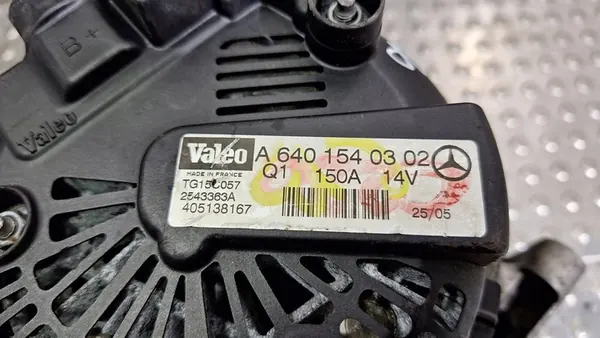 B+
Valeo
Valeo A 640 154 03 02
MADE IN FRANCE Q1 150A 14V
TG15C057
2543363A
405138167 25/05